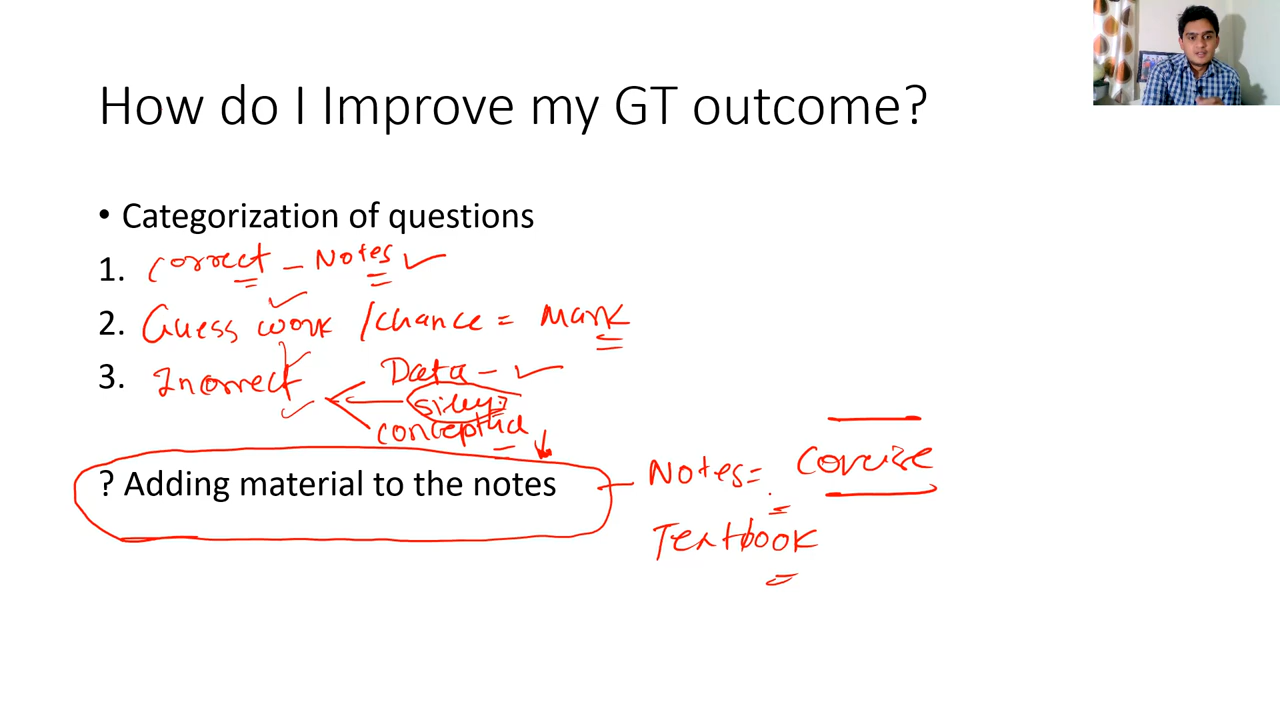 How do I Improve my GT outcome?
• Categorization of questions
1. Correct - Notes ✓
2. Guess work / chance = Mark
3. Incorrect
Data - ✓
silly
conceptual
? Adding material to the notes
Notes = concize
Textbook